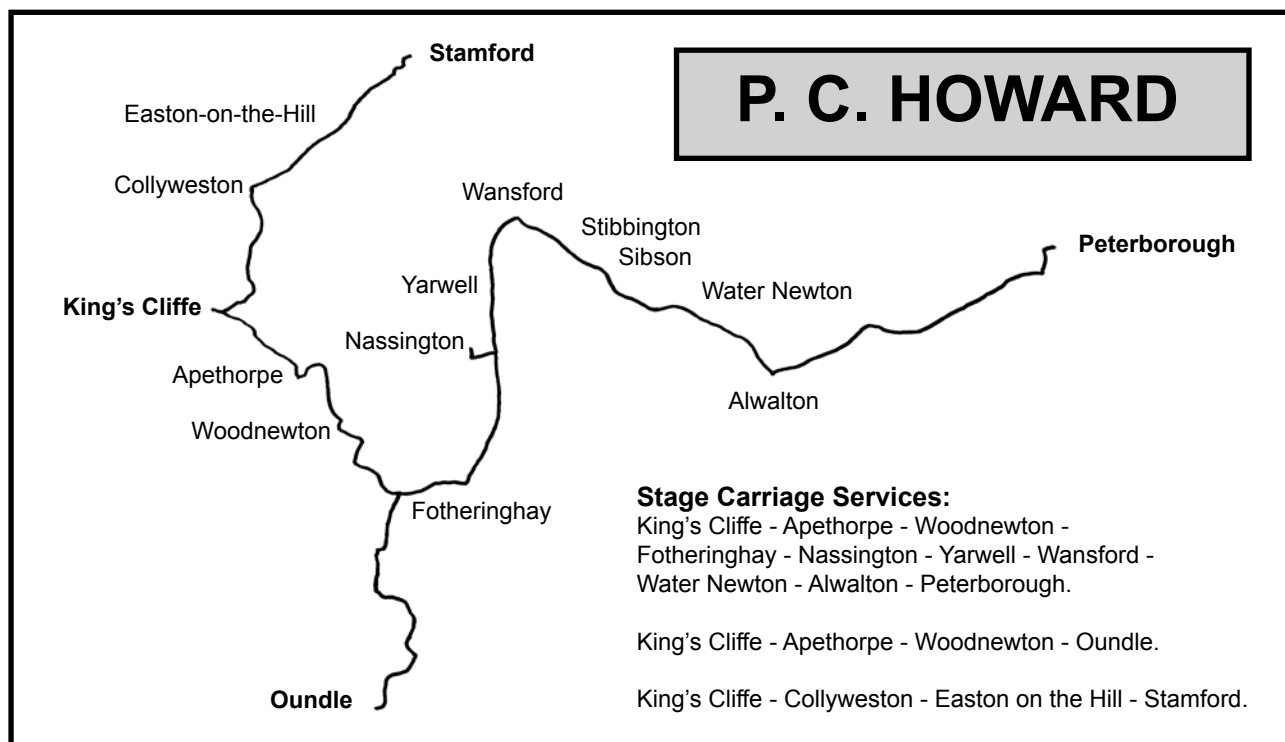 Stamford
P. C. HOWARD
Easton-on-the-Hill
Collyweston
Wansford
Stibbington
Sibson
Peterborough
Yarwell
Water Newton
King’s Cliffe
Nassington
Apethorpe
Alwalton
Woodnewton
Fotheringhay
Oundle
Stage Carriage Services:
King’s Cliffe - Apethorpe - Woodnewton -
Fotheringhay - Nassington - Yarwell - Wansford -
Water Newton - Alwalton - Peterborough.
King’s Cliffe - Apethorpe - Woodnewton - Oundle.
King’s Cliffe - Collyweston - Easton on the Hill - Stamford.